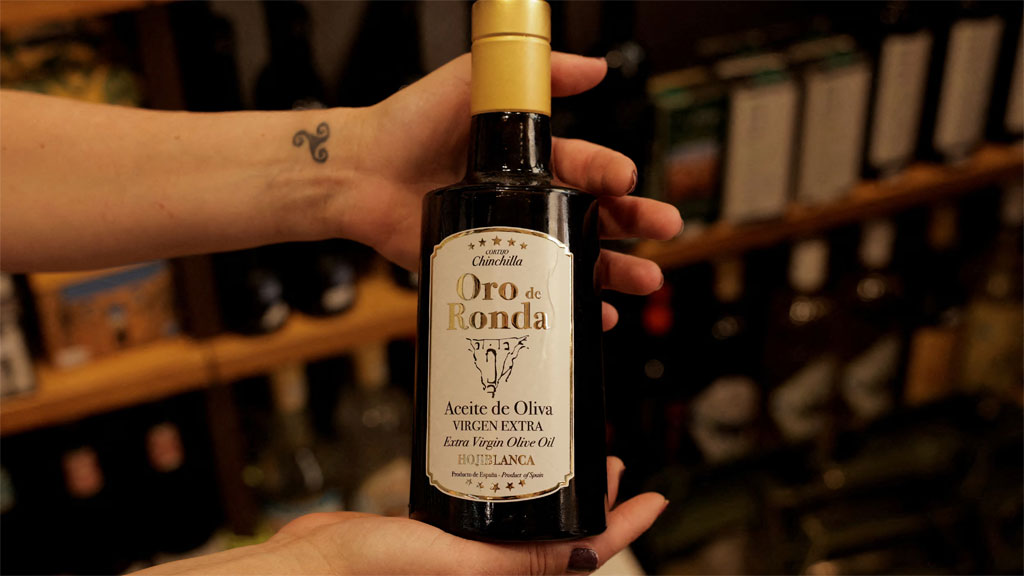 CORTIJO
Chinchilla
Oro de
Ronda
Aceite de Oliva
VIRGEN EXTRA
Extra Virgin Olive Oil
HOJIBLANCA
Producto de España - Product of Spain